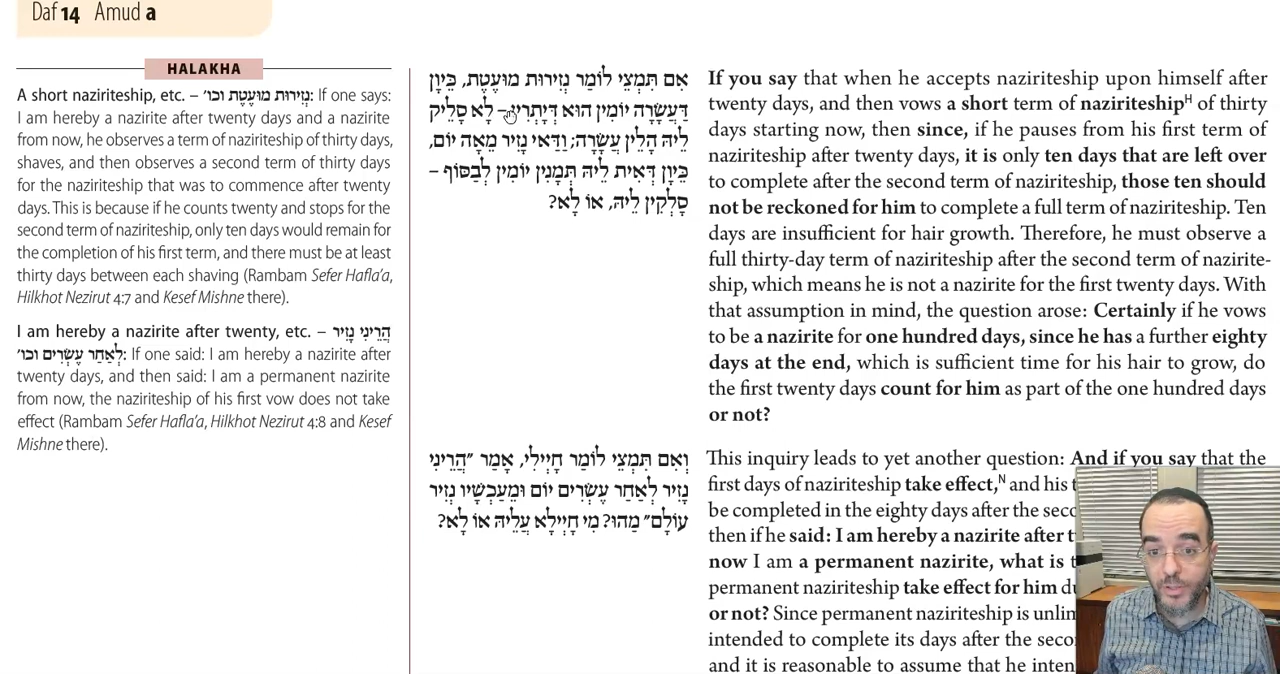 Daf 14 Amud a
HALAKHA
A short naziriteship, etc. – נְזִירוּת מוּעֶטֶת וכו׳: If one says:
I am hereby a nazirite after twenty days and a nazirite
from now, he observes a term of naziriteship of thirty days,
shaves, and then observes a second term of thirty days
for the naziriteship that was to commence after twenty
days. This is because if he counts twenty and stops for the
second term of naziriteship, only ten days would remain for
the completion of his first term, and there must be at least
thirty days between each shaving (Rambam Sefer Hafla'a,
Hilkhot Nezirut 4:7 and Kesef Mishne there).
I am hereby a nazirite after twenty, etc. – הֲרֵינִי נָזִיר
לְאַחַר עֶשְׂרִים וכו׳: If one said: I am hereby a nazirite after
twenty days, and then said: I am a permanent nazirite
from now, the naziriteship of his first vow does not take
effect (Rambam Sefer Hafla'a, Hilkhot Nezirut 4:8 and Kesef
Mishne there).
אִם תִּמְצֵי לוֹמַר נְזִירוּת מוּעֶטֶת, כֵּיוָן
דַּעֲשָׂרָה יוֹמִין הוּא דְּיַתְרִין – לָא סָלֵיק
לֵיהּ הָלֵין עֲשָׂרָה; וַדַּאי נָזִיר מֵאָה יוֹם,
כֵּיוָן דְּאִית לֵיהּ תְּמָנִין יוֹמִין לְבַסּוֹף –
סָלְקִין לֵיהּ, אוֹ לָא?
If you say that when he accepts naziriteship upon himself after
twenty days, and then vows a short term of naziriteshipᴴ of thirty
days starting now, then since, if he pauses from his first term of
naziriteship after twenty days, it is only ten days that are left over
to complete after the second term of naziriteship, those ten should
not be reckoned for him to complete a full term of naziriteship. Ten
days are insufficient for hair growth. Therefore, he must observe a
full thirty-day term of naziriteship after the second term of nazirite-
ship, which means he is not a nazirite for the first twenty days. With
that assumption in mind, the question arose: Certainly if he vows
to be a nazirite for one hundred days, since he has a further eighty
days at the end, which is sufficient time for his hair to grow, do
the first twenty days count for him as part of the one hundred days
or not?
וְאִם תִּמְצֵי לוֹמַר חָיְילִי, אָמַר ״הֲרֵינִי
נָזִיר לְאַחַר עֶשְׂרִים יוֹם וּמֵעַכְשָׁיו נְזִיר
עוֹלָם״ מַהוּ? מִי חָיְילָא עֲלֵיהּ אוֹ לָא?
This inquiry leads to yet another question: And if you say that the
first days of naziriteship take effect,ᴺ and his
be completed in the eighty days after the
then if he said: I am hereby a nazirite after
now I am a permanent nazirite, what is
permanent naziriteship take effect for him
or not? Since permanent naziriteship is
intended to complete its days after the
and it is reasonable to assume that he